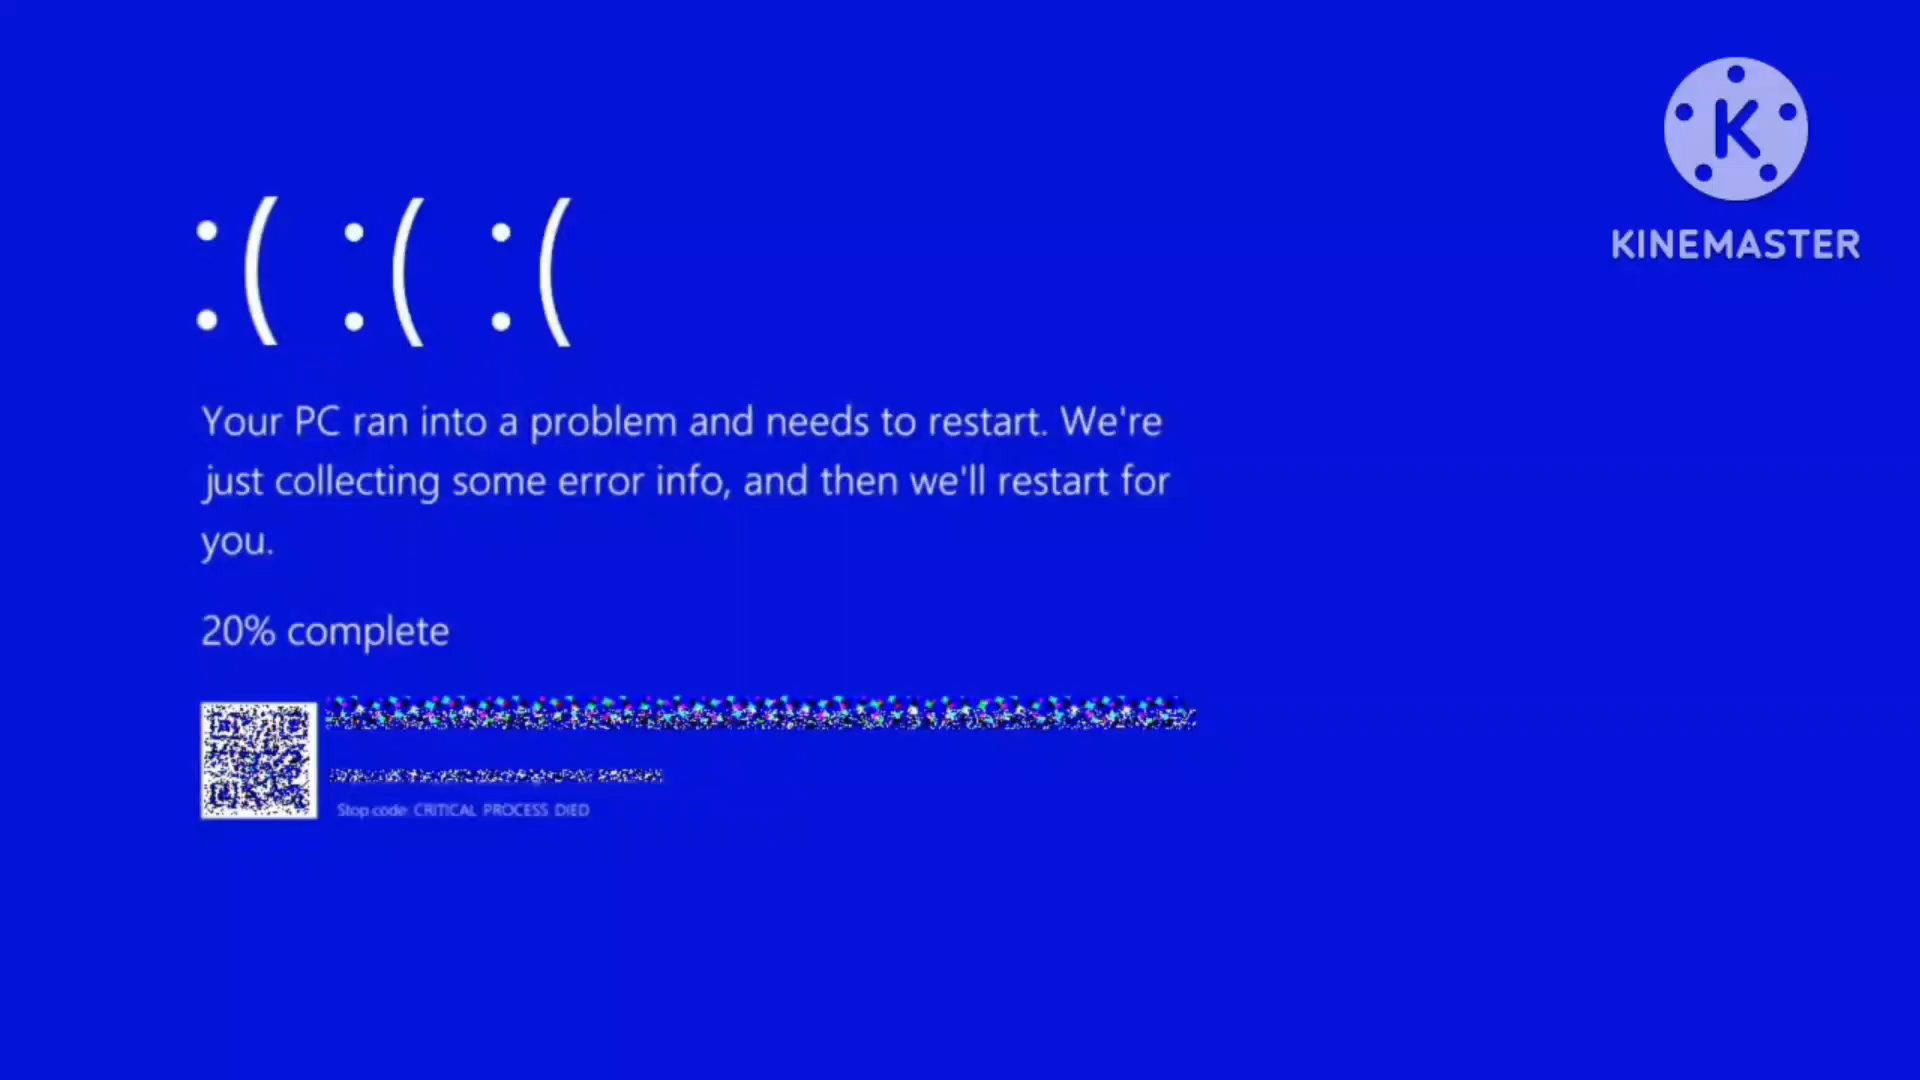 K
KINEMASTER
:( :( :(
Your PC ran into a problem and needs to restart. We're
just collecting some error info, and then we'll restart for
you.
20% complete
Stop code: CRITICAL PROCESS DIED